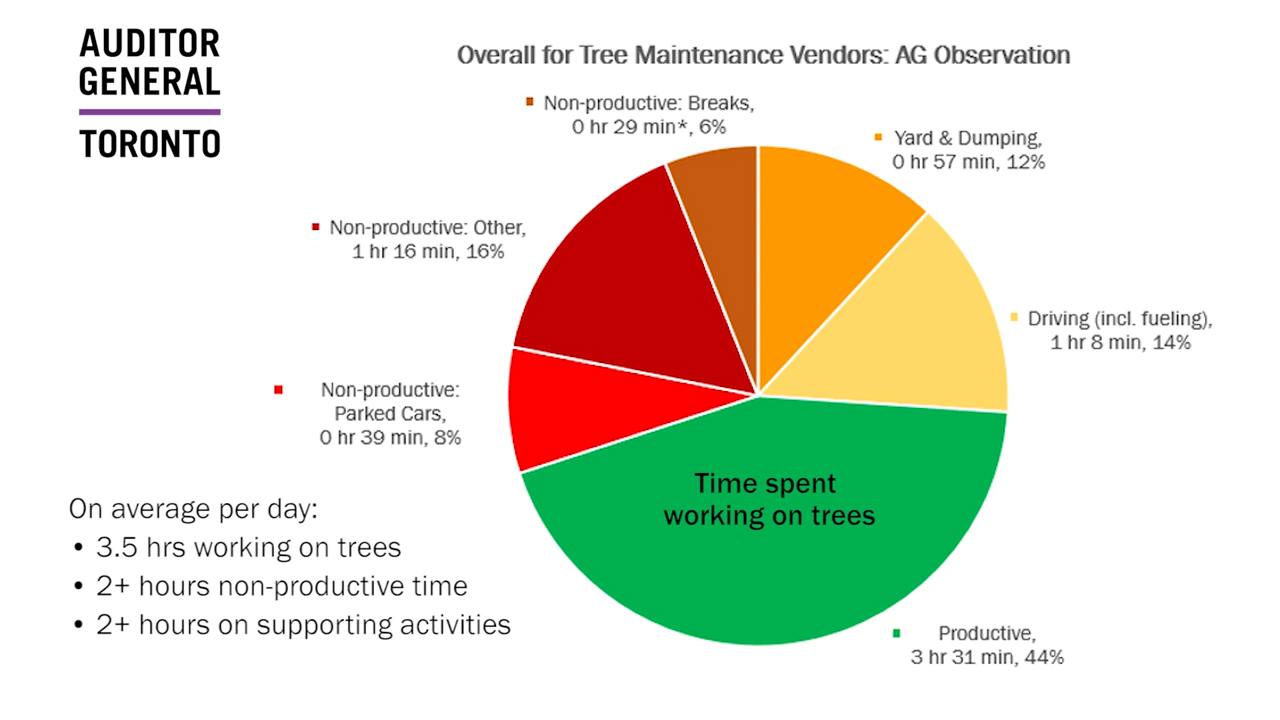 AUDITOR
GENERAL
TORONTO
Overall for Tree Maintenance Vendors: AG Observation
Non-productive: Breaks,
0 hr 29 min*, 6%
Yard & Dumping,
0 hr 57 min, 12%
Non-productive: Other,
1 hr 16 min, 16%
Driving (incl. fueling),
1 hr 8 min, 14%
Non-productive:
Parked Cars,
0 hr 39 min, 8%
Time spent
working on trees
On average per day:
• 3.5 hrs working on trees
• 2+ hours non-productive time
• 2+ hours on supporting activities
Productive,
3 hr 31 min, 44%